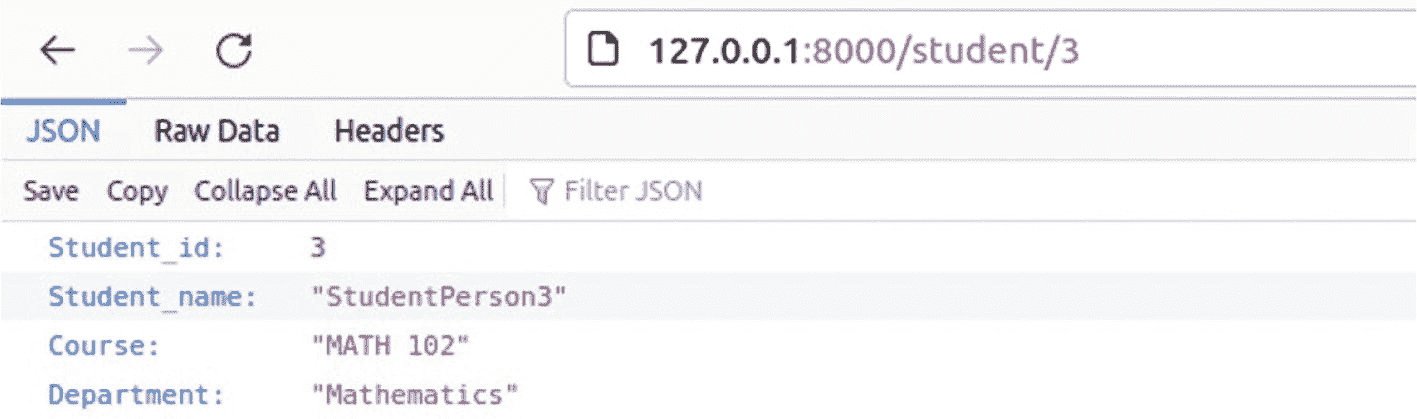 127.0.0.1:8000/student/3
JSON Raw Data Headers
Save Copy Collapse All Expand All Filter JSON
Student_id: 3
Student_name: "StudentPerson3"
Course: "MATH 102"
Department: "Mathematics"